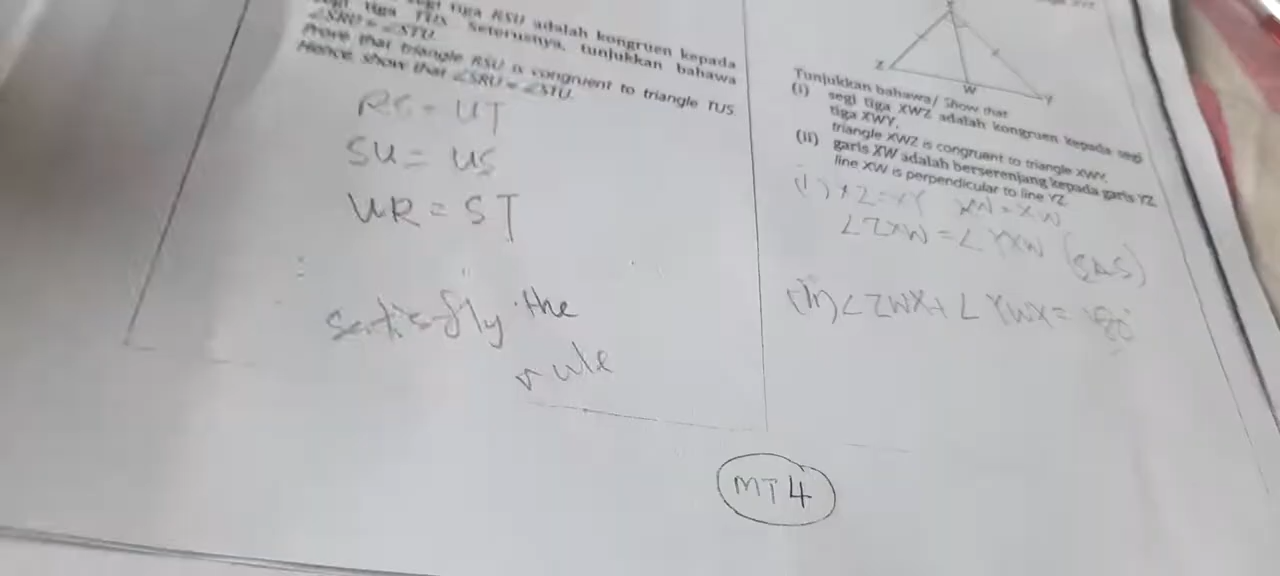 segi tiga RSU adalah kongruen kepada
segi tiga TUS. Seterusnya, tunjukkan bahawa
∠SRU = ∠STU.
Prove that triangle RSU is congruent to triangle TUS.
Hence, show that ∠SRU = ∠STU.
RS = UT
SU = US
UR = ST
satisfly the
rule
Z
W
Y
Tunjukkan bahawa/ Show that
(i) segi tiga XWZ adalah kongruen kepada segi
tiga XWY,
triangle XWZ is congruent to triangle XWY,
(ii) garis XW adalah berserenjang kepada garis YZ.
line XW is perpendicular to line YZ.
(i) XZ=XY XW=XW
∠ZXW = ∠YXW (SAS)
(ii) ∠ZWX + ∠YWX = 180°
MT4